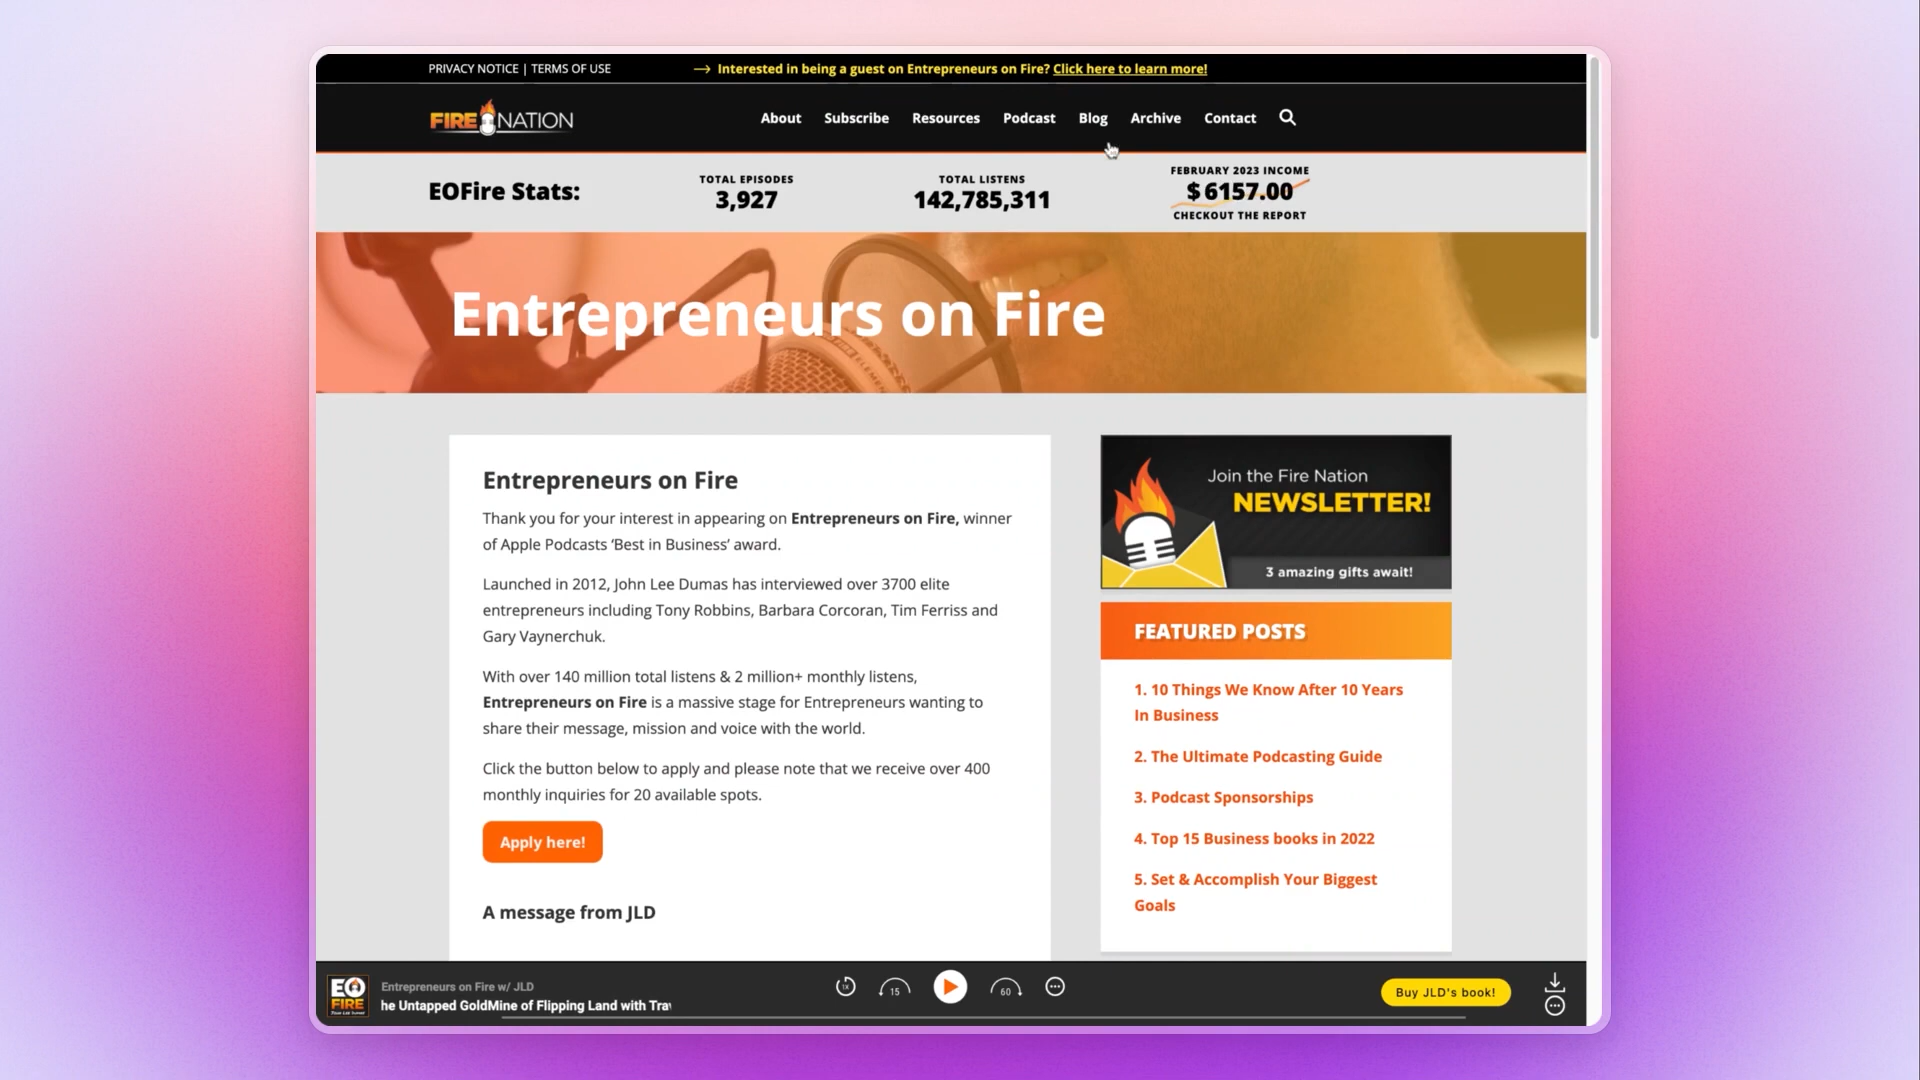 PRIVACY NOTICE | TERMS OF USE
Interested in being a guest on Entrepreneurs on Fire? Click here to learn more!
FIRE NATION
About Subscribe Resources Podcast Blog Archive Contact
EOFire Stats:
TOTAL EPISODES
3,927
TOTAL LISTENS
142,785,311
FEBRUARY 2023 INCOME
$6157.00
CHECKOUT THE REPORT
Entrepreneurs on Fire
Entrepreneurs on Fire
Thank you for your interest in appearing on Entrepreneurs on Fire, winner
of Apple Podcasts ‘Best in Business’ award.
Launched in 2012, John Lee Dumas has interviewed over 3700 elite
entrepreneurs including Tony Robbins, Barbara Corcoran, Tim Ferriss and
Gary Vaynerchuk.
With over 140 million total listens & 2 million+ monthly listens,
Entrepreneurs on Fire is a massive stage for Entrepreneurs wanting to
share their message, mission and voice with the world.
Click the button below to apply and please note that we receive over 400
monthly inquiries for 20 available spots.
Apply here!
A message from JLD
Join the Fire Nation
NEWSLETTER!
3 amazing gifts await!
FEATURED POSTS
1. 10 Things We Know After 10 Years
In Business
2. The Ultimate Podcasting Guide
3. Podcast Sponsorships
4. Top 15 Business books in 2022
5. Set & Accomplish Your Biggest
Goals
EO
FIRE
Entrepreneurs on Fire w/ JLD
he Untapped GoldMine of Flipping Land with Tra
1X
15
60
Buy JLD's book!